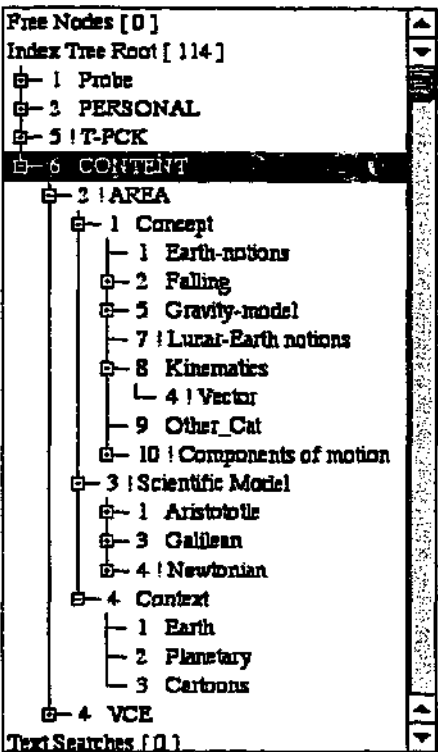 Free Nodes [ 0 ]
Index Tree Root [ 114 ]
1 Probe
2 PERSONAL
5 ! T-PCK
6 CONTENT
2 ! AREA
1 Concept
1 Earth-notions
2 Falling
5 Gravity-model
7 ! Lunar-Earth notions
8 Kinematics
4 ! Vector
9 Other_Cat
10 ! Components of motion
3 ! Scientific Model
1 Aristototle
3 Galilean
4 ! Newtonian
4 Context
1 Earth
2 Planetary
3 Cartoons
4 VCE
Text Searches [ 0 ]